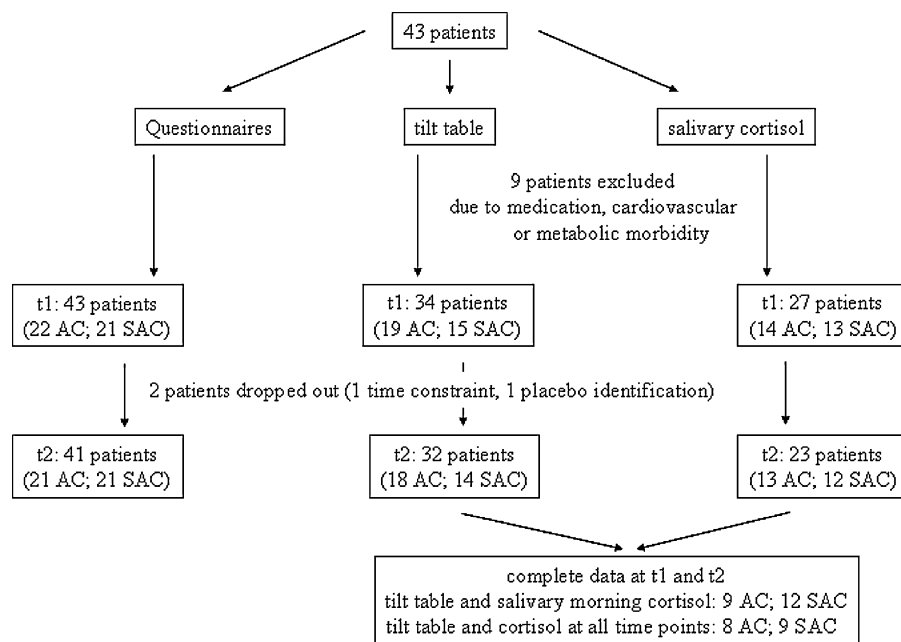 43 patients
Questionnaires
tilt table
salivary cortisol
9 patients excluded
due to medication, cardiovascular
or metabolic morbidity
t1: 43 patients
(22 AC; 21 SAC)
t1: 34 patients
(19 AC; 15 SAC)
t1: 27 patients
(14 AC; 13 SAC)
2 patients dropped out (1 time constraint, 1 placebo identification)
t2: 41 patients
(21 AC; 21 SAC)
t2: 32 patients
(18 AC; 14 SAC)
t2: 23 patients
(13 AC; 12 SAC)
complete data at t1 and t2
tilt table and salivary morning cortisol: 9 AC; 12 SAC
tilt table and cortisol at all time points: 8 AC; 9 SAC